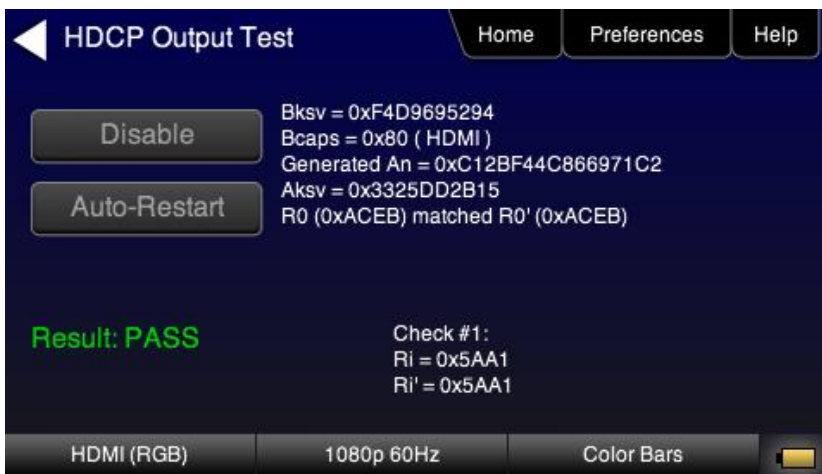 HDCP Output Test
Home
Preferences
Help
Disable
Auto-Restart
Bksv = 0xF4D9695294
Bcaps = 0x80 ( HDMI )
Generated An = 0xC12BF44C866971C2
Aksv = 0x3325DD2B15
R0 (0xACEB) matched R0' (0xACEB)
Result: PASS
Check #1:
Ri = 0x5AA1
Ri' = 0x5AA1
HDMI (RGB)
1080p 60Hz
Color Bars